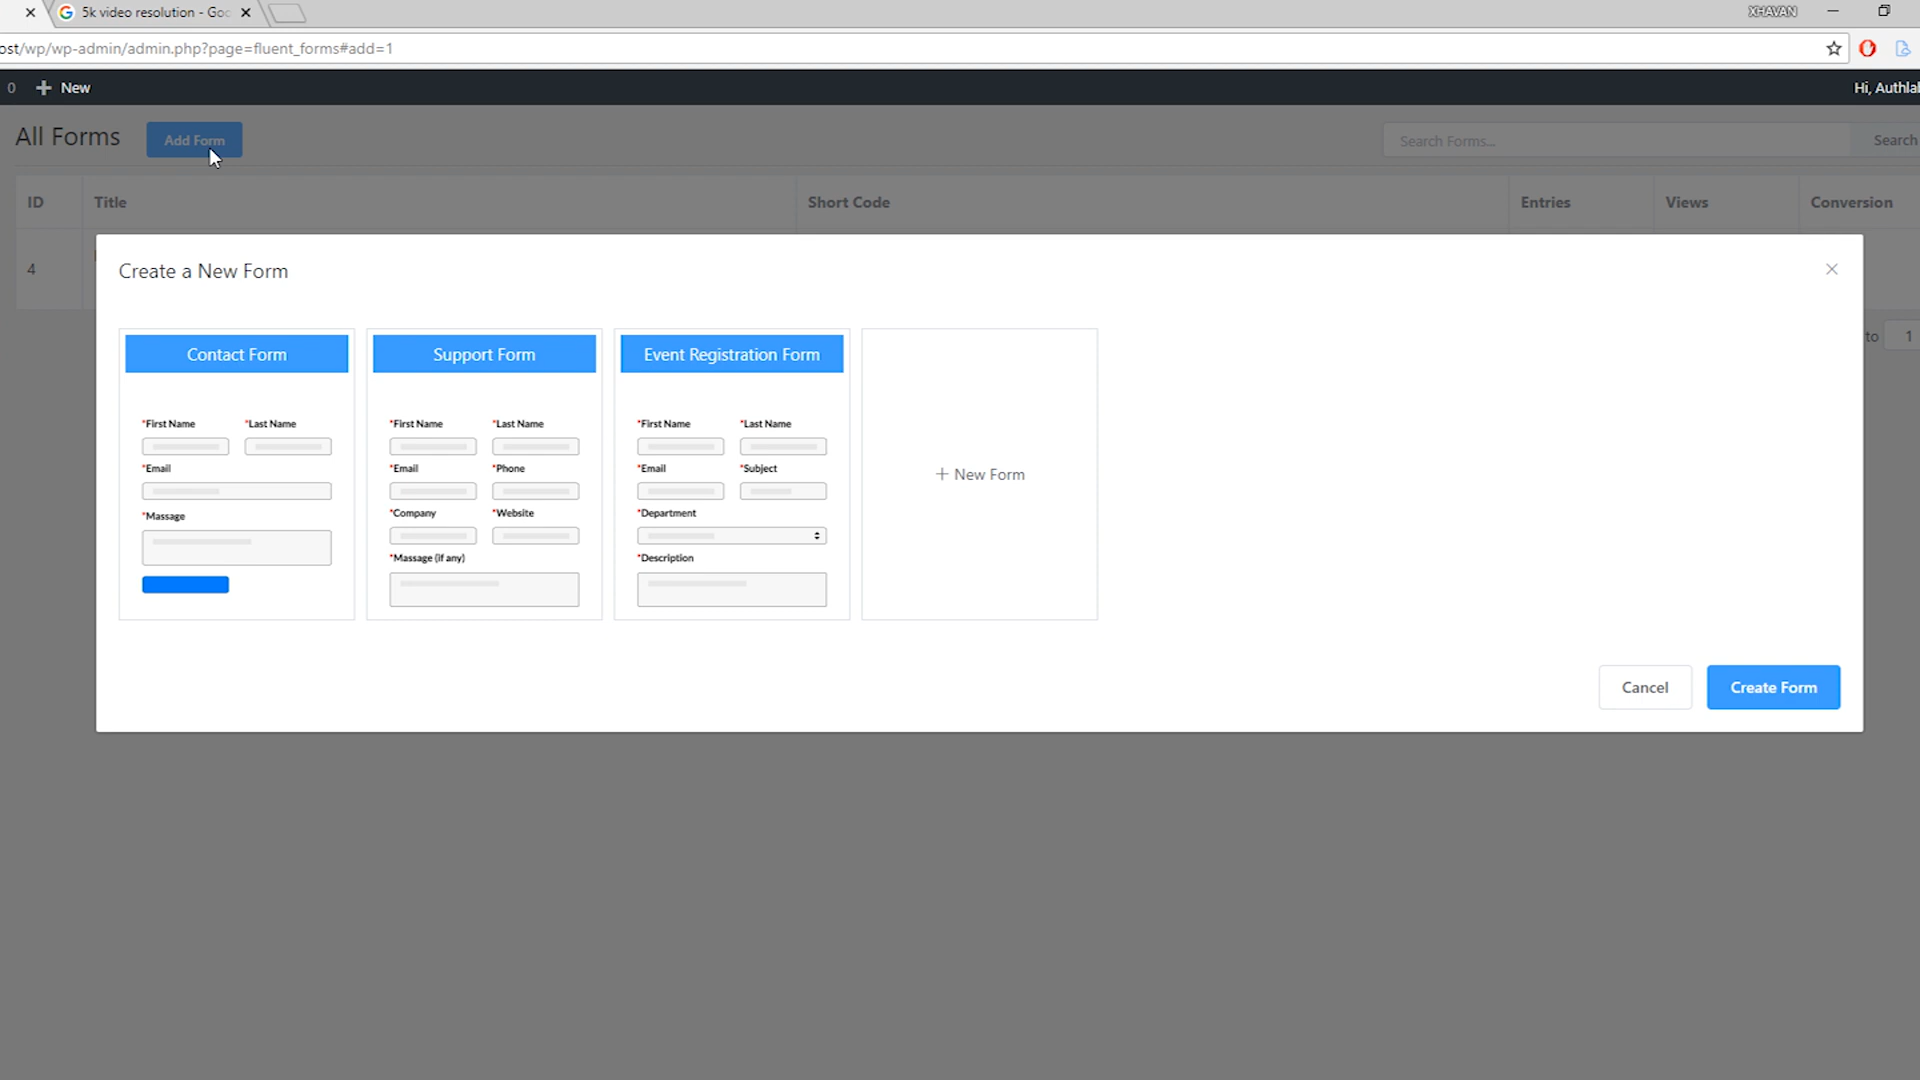 5k video resolution - Goo
XHAVAN
ost/wp/wp-admin/admin.php?page=fluent_forms#add=1
0 + New
Hi, Authlab
All Forms
Add Form
Search Forms...
Search
ID Title Short Code Entries Views Conversion
4
Create a New Form
to 1
Contact Form
*First Name *Last Name
*Email
*Massage
Support Form
*First Name *Last Name
*Email *Phone
*Company *Website
*Massage (if any)
Event Registration Form
*First Name *Last Name
*Email *Subject
*Department
*Description
+ New Form
Cancel
Create Form